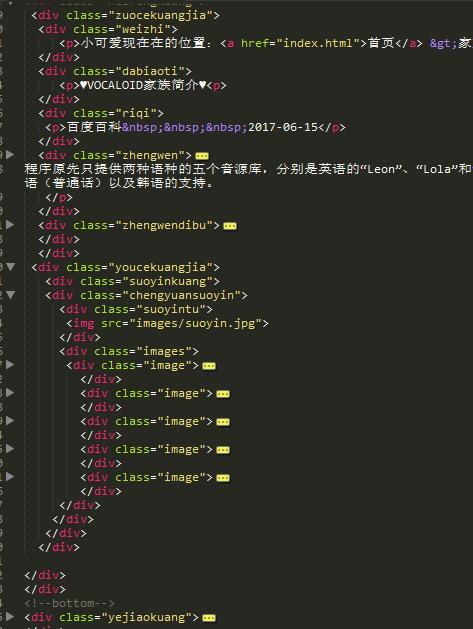 <div class="zuocekuangjia">
<div class="weizhi">
<p>小可爱现在在的位置：<a href="index.html">首页</a> &gt;家
</div>
<div class="dabiaoti">
<p>♥VOCALOID家族简介♥<p>
</div>
<div class="riqi">
<p>百度百科&nbsp;&nbsp;&nbsp;2017-06-15</p>
</div>
<div class="zhengwen">
程序原先只提供两种语种的五个音源库，分别是英语的“Leon”、“Lola”和
语（普通话）以及韩语的支持。
</p>
</div>
<div class="zhengwendibu">
</div>
</div>
<div class="youcekuangjia">
<div class="suoyinkuang">
<div class="chengyuansuoyin">
<div class="suoyintu">
<img src="images/suoyin.jpg">
</div>
<div class="images">
<div class="image">
</div>
<div class="image">
</div>
<div class="image">
</div>
<div class="image">
</div>
<div class="image">
</div>
</div>
</div>
</div>
</div>
</div>
</div>
<!--bottom-->
<div class="yejiaokuang">